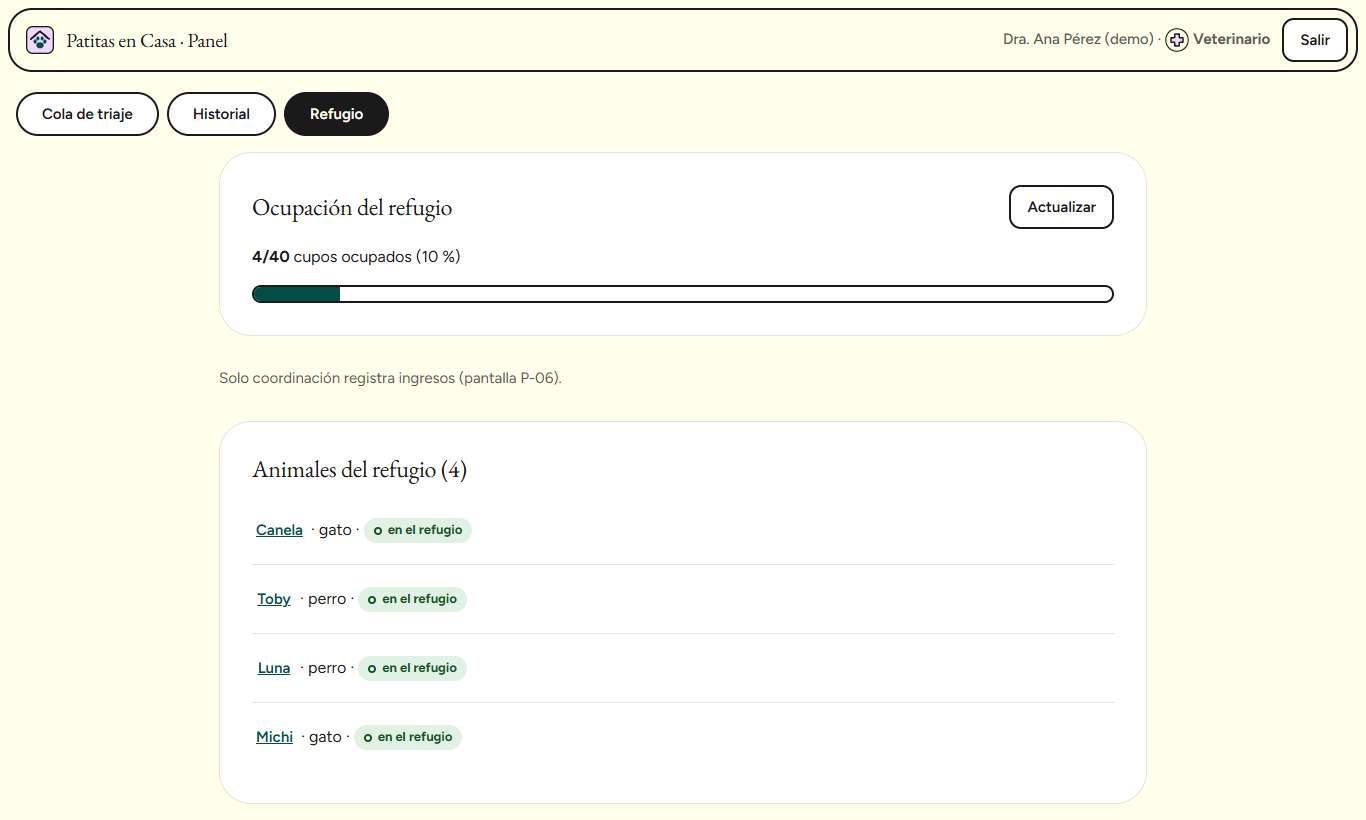 Patitas en Casa · Panel
Dra. Ana Pérez (demo) · Veterinario
Salir
Cola de triaje
Historial
Refugio
Ocupación del refugio
Actualizar
4/40 cupos ocupados (10 %)
Solo coordinación registra ingresos (pantalla P-06).
Animales del refugio (4)
Canela · gato · en el refugio
Toby · perro · en el refugio
Luna · perro · en el refugio
Michi · gato · en el refugio